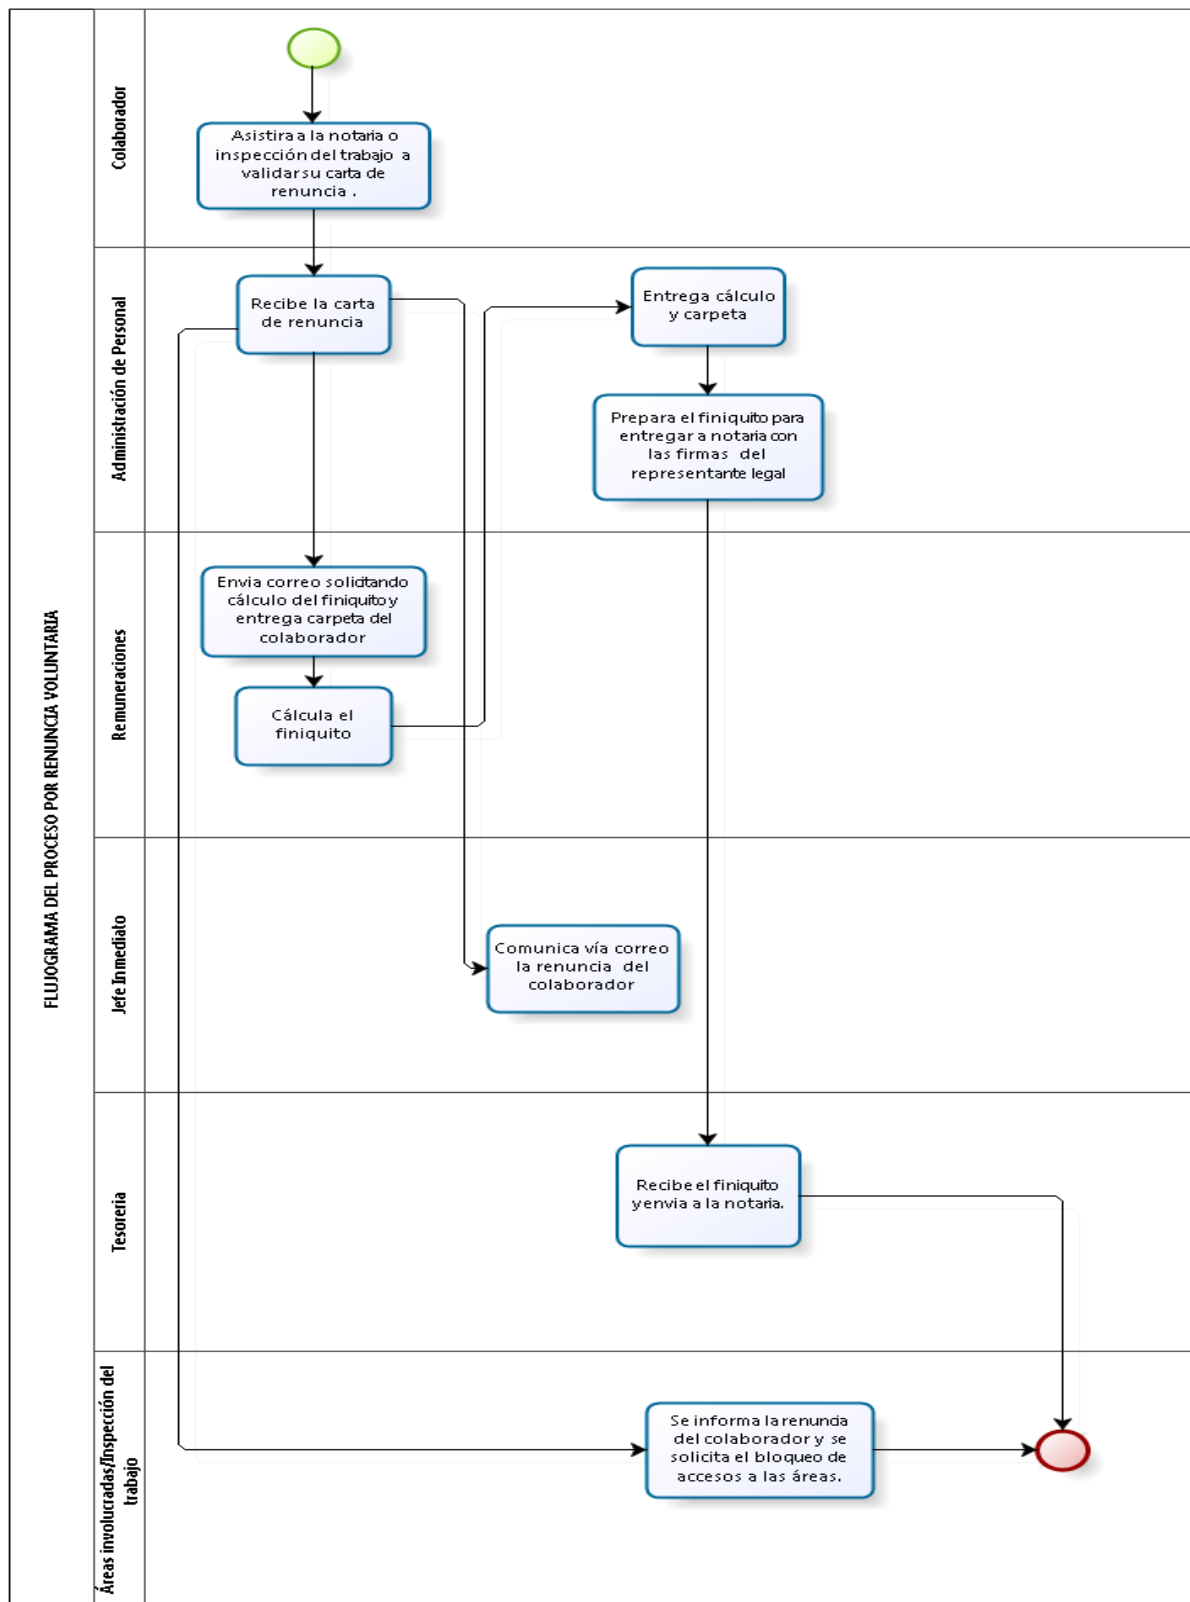 FLUJOGRAMA DEL PROCESO POR RENUNCIA VOLUNTARIA
Colaborador
Asistira a la notaria o
inspección del trabajo a
validar su carta de
renuncia .
Administración de Personal
Recibe la carta
de renuncia
Entrega cálculo
y carpeta
Prepara el finiquito para
entregar a notaria con
las firmas del
representante legal
Remuneraciones
Envia correo solicitando
cálculo del finiquito y
entrega carpeta del
colaborador
Cálcula el
finiquito
Jefe Inmediato
Comunica vía correo
la renuncia del
colaborador
Tesoreria
Recibe el finiquito
y envia a la notaria.
Áreas involucradas/Inspección del
trabajo
Se informa la renuncia
del colaborador y se
solicita el bloqueo de
accesos a las áreas.